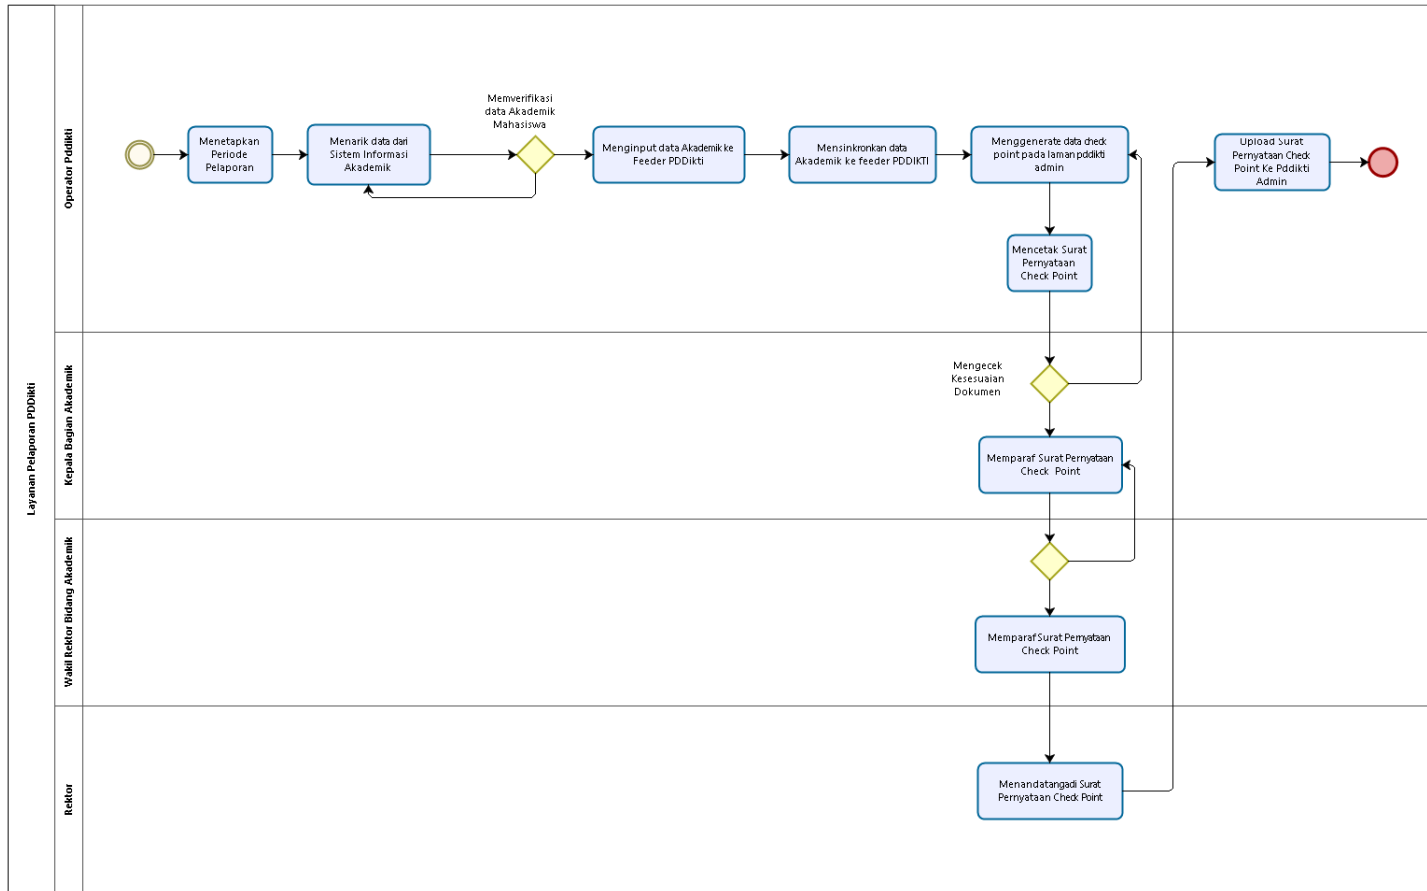 Layanan Pelaporan PDDikti
Operator Pddikti
Menetapkan
Periode
Pelaporan
Menarik data dari
Sistem Informasi
Akademik
Memverifikasi
data Akademik
Mahasiswa
Menginput data Akademik ke
Feeder PDDikti
Mensinkronkan data
Akademik ke feeder PDDIKTI
Menggenerate data check
point pada laman pddikti
admin
Upload Surat
Pernyataan Check
Point Ke Pddikti
Admin
Mencetak Surat
Pernyataan
Check Point
Kepala Bagian Akademik
Mengecek
Kesesuaian
Dokumen
Memparaf Surat Pernyataan
Check Point
Wakil Rektor Bidang Akademik
Memparaf Surat Pernyataan
Check Point
Rektor
Menandatangadi Surat
Pernyataan Check Point